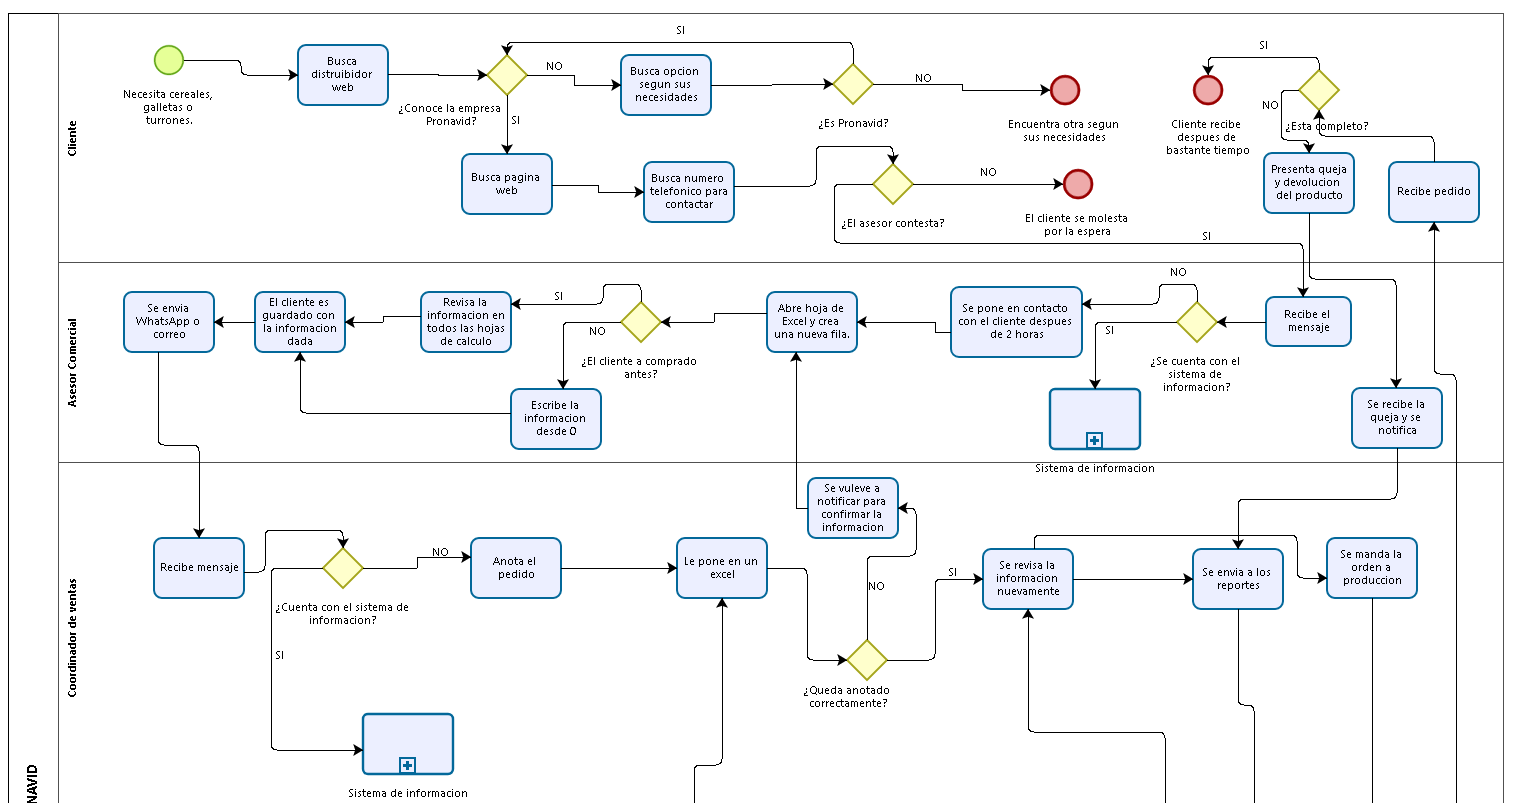 Cliente
Necesita cereales,
galletas o
turrones.
Busca
distruibidor
web
¿Conoce la empresa
Pronavid?
NO
SI
SI
Busca opcion
segun sus
necesidades
¿Es Pronavid?
NO
Encuentra otra segun
sus necesidades
Busca pagina
web
Busca numero
telefonico para
contactar
¿El asesor contesta?
NO
El cliente se molesta
por la espera
SI
SI
Cliente recibe
despues de
bastante tiempo
NO
¿Esta completo?
Presenta queja
y devolucion
del producto
Recibe pedido
Asesor Comercial
Se envia
WhatsApp o
correo
El cliente es
guardado con
la informacion
dada
Revisa la
informacion en
todos las hojas
de calculo
SI
NO
¿El cliente a comprado
antes?
Escribe la
informacion
desde 0
Abre hoja de
Excel y crea
una nueva fila.
Se pone en contacto
con el cliente despues
de 2 horas
NO
SI
¿Se cuenta con el
sistema de
informacion?
Recibe el
mensaje
Sistema de informacion
Se recibe la
queja y se
notifica
Coordinador de ventas
Recibe mensaje
¿Cuenta con el sistema de
informacion?
NO
SI
Sistema de informacion
Anota el
pedido
Le pone en un
excel
Se vuleve a
notificar para
confirmar la
informacion
NO
SI
¿Queda anotado
correctamente?
Se revisa la
informacion
nuevamente
Se envia a los
reportes
Se manda la
orden a
produccion
NAVID